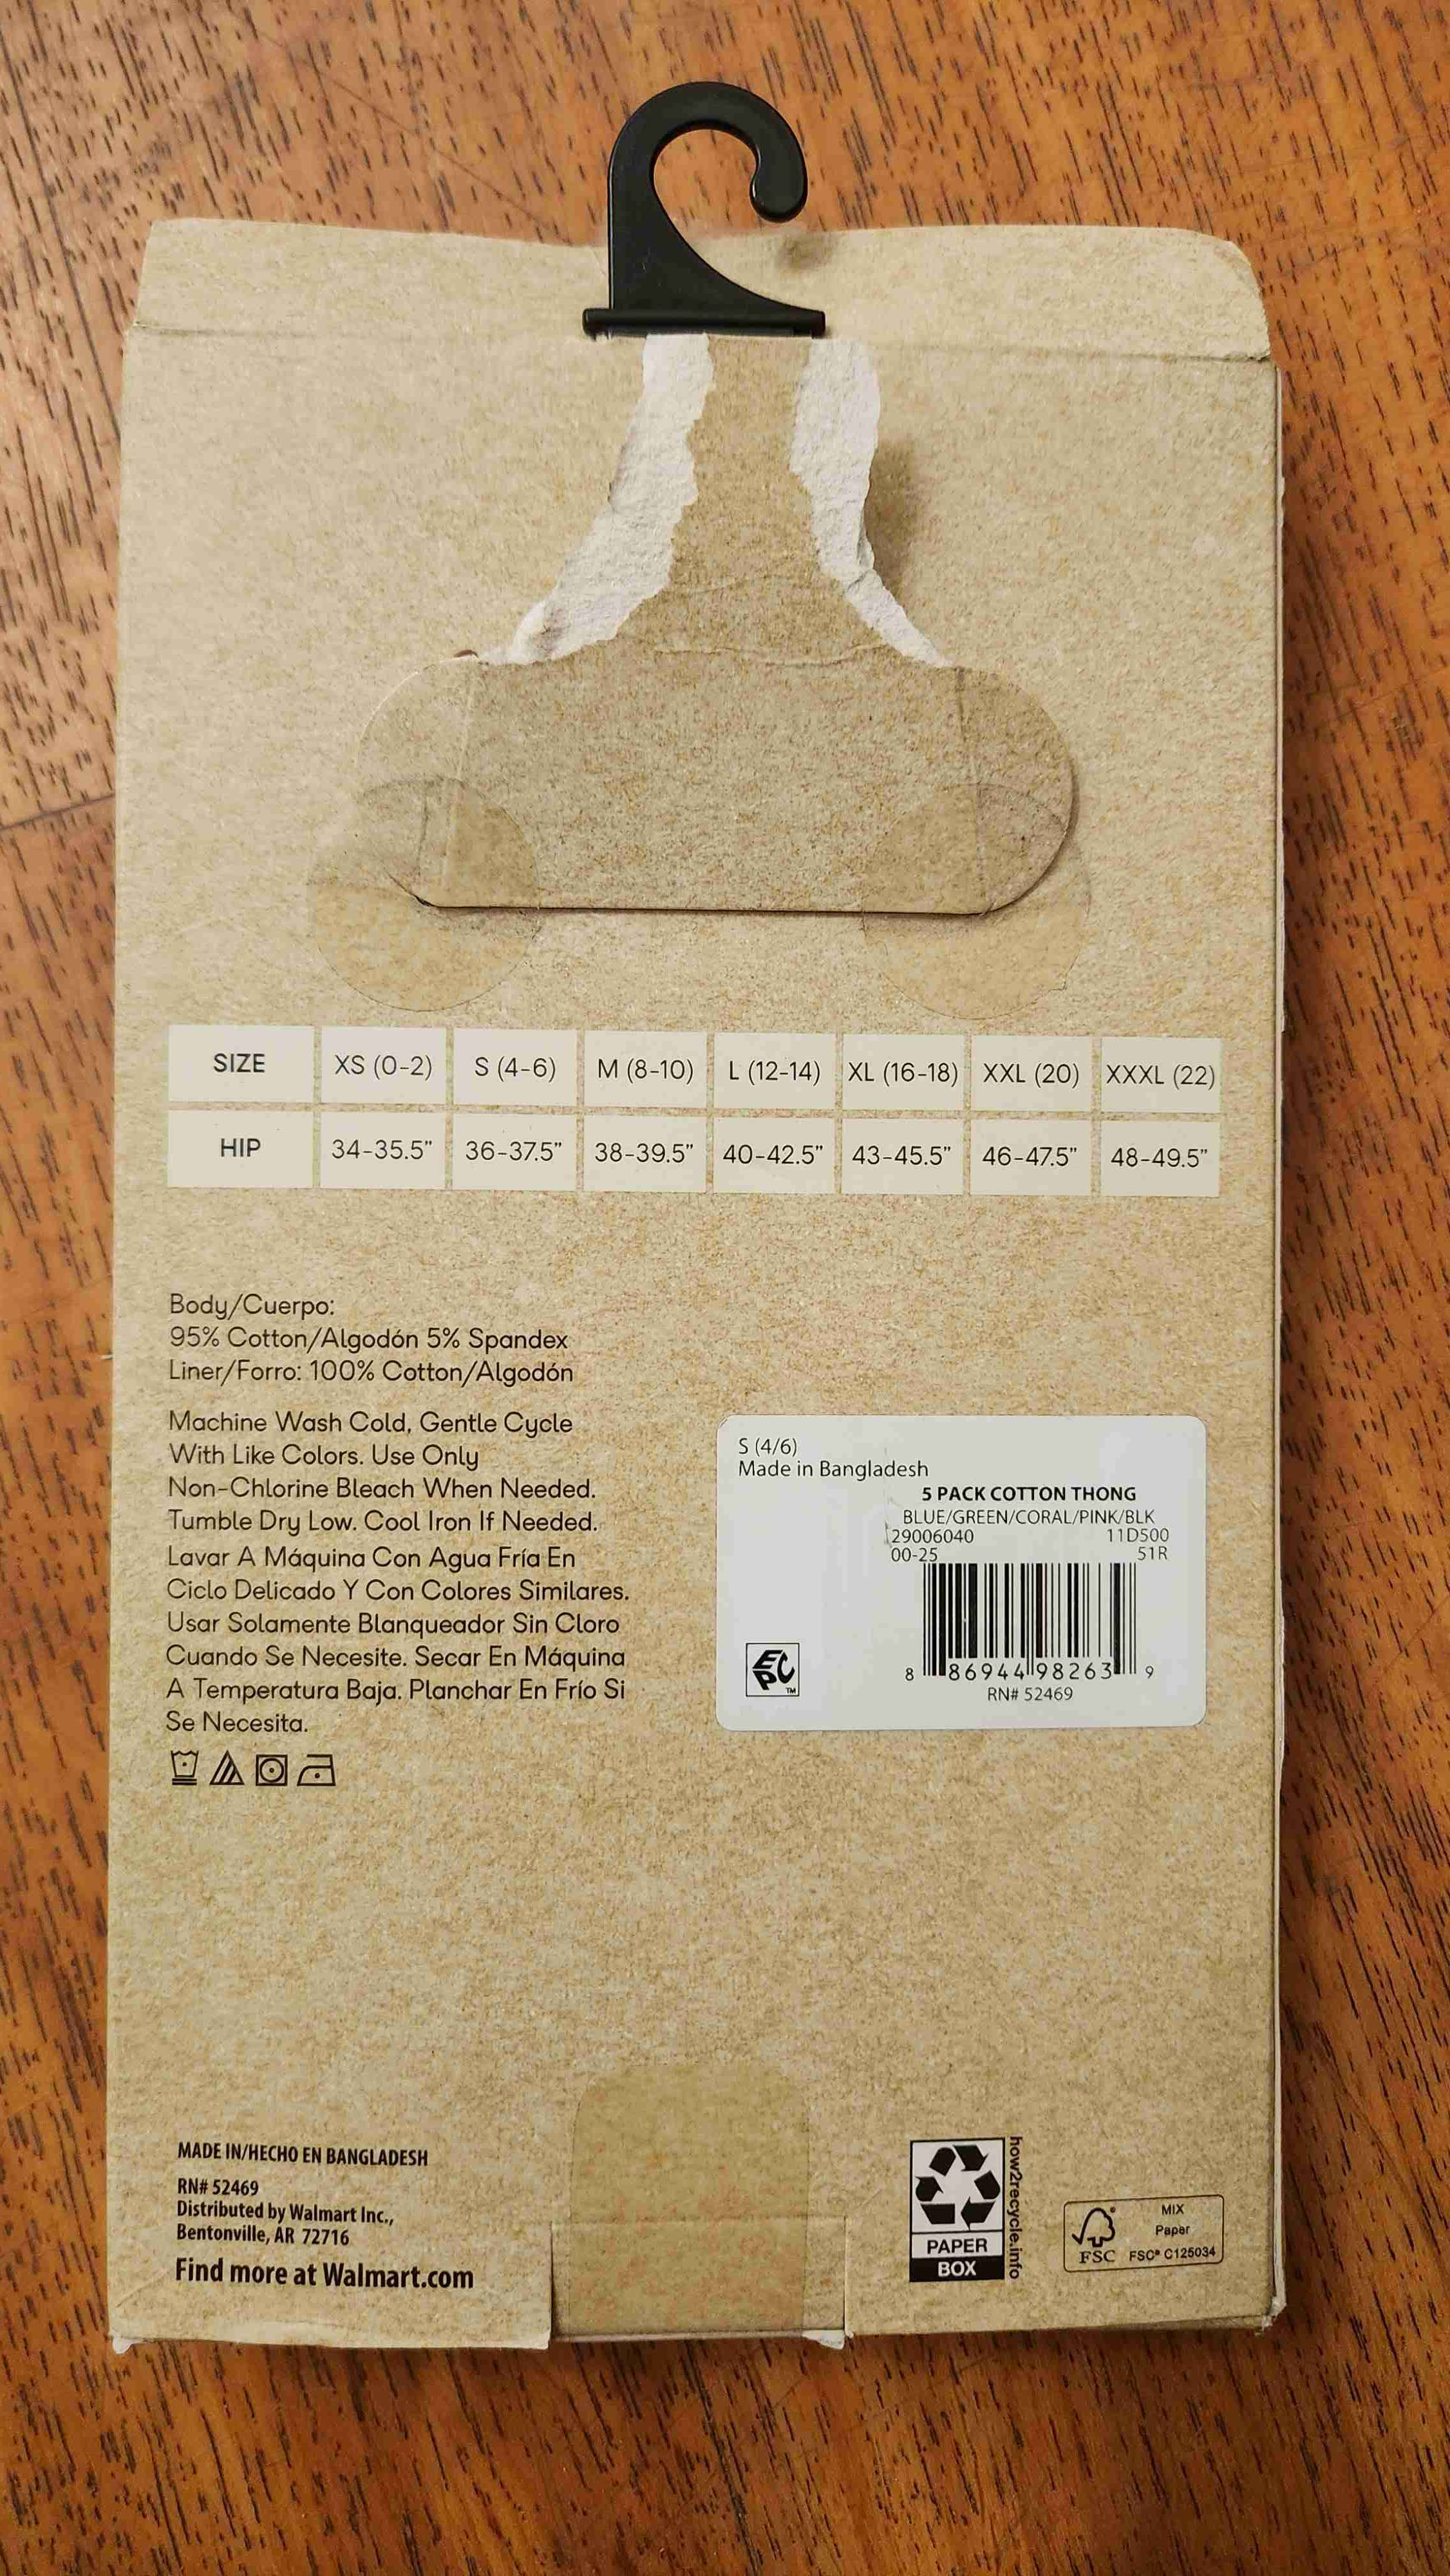 SIZE XS (0-2) S (4-6) M (8-10) L (12-14) XL (16-18) XXL (20) XXXL (22)
HIP 34-35.5” 36-37.5” 38-39.5” 40-42.5” 43-45.5” 46-47.5” 48-49.5”
Body/Cuerpo:
95% Cotton/Algodón 5% Spandex
Liner/Forro: 100% Cotton/Algodón
Machine Wash Cold, Gentle Cycle
With Like Colors. Use Only
Non-Chlorine Bleach When Needed.
Tumble Dry Low. Cool Iron If Needed.
Lavar A Máquina Con Agua Fría En
Ciclo Delicado Y Con Colores Similares.
Usar Solamente Blanqueador Sin Cloro
Cuando Se Necesite. Secar En Máquina
A Temperatura Baja. Planchar En Frío Si
Se Necesita.
S (4/6)
Made in Bangladesh
5 PACK COTTON THONG
BLUE/GREEN/CORAL/PINK/BLK
29006040 11D500
00-25 51R
8 86944 98263 9
RN# 52469
EPC TM
MADE IN/HECHO EN BANGLADESH
RN# 52469
Distributed by Walmart Inc.,
Bentonville, AR 72716
Find more at Walmart.com
PAPER
BOX
how2recycle.info
FSC
MIX
Paper
FSC® C125034